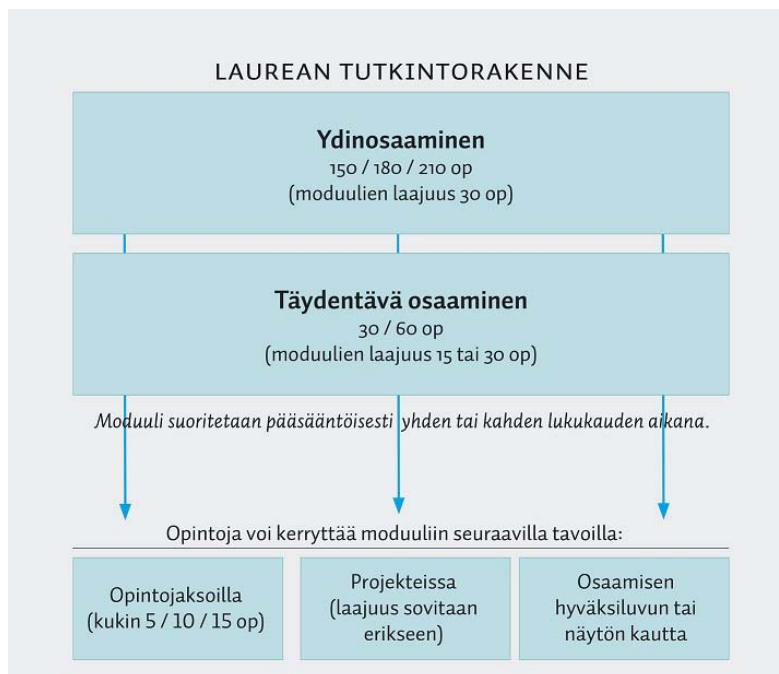 LAUREAN TUTKINTORAKENNE
Ydinosaaminen
150 / 180 / 210 op
(moduulien laajuus 30 op)
Täydentävä osaaminen
30 / 60 op
(moduulien laajuus 15 tai 30 op)
Moduuli suoritetaan pääsääntöisesti yhden tai kahden lukukauden aikana.
Opintoja voi kerryttää moduuliin seuraavilla tavoilla:
Opintojaksoilla
(kukin 5 / 10 / 15 op)
Projekteissa
(laajuus sovitaan
erikseen)
Osaamisen
hyväksiluvun tai
näytön kautta